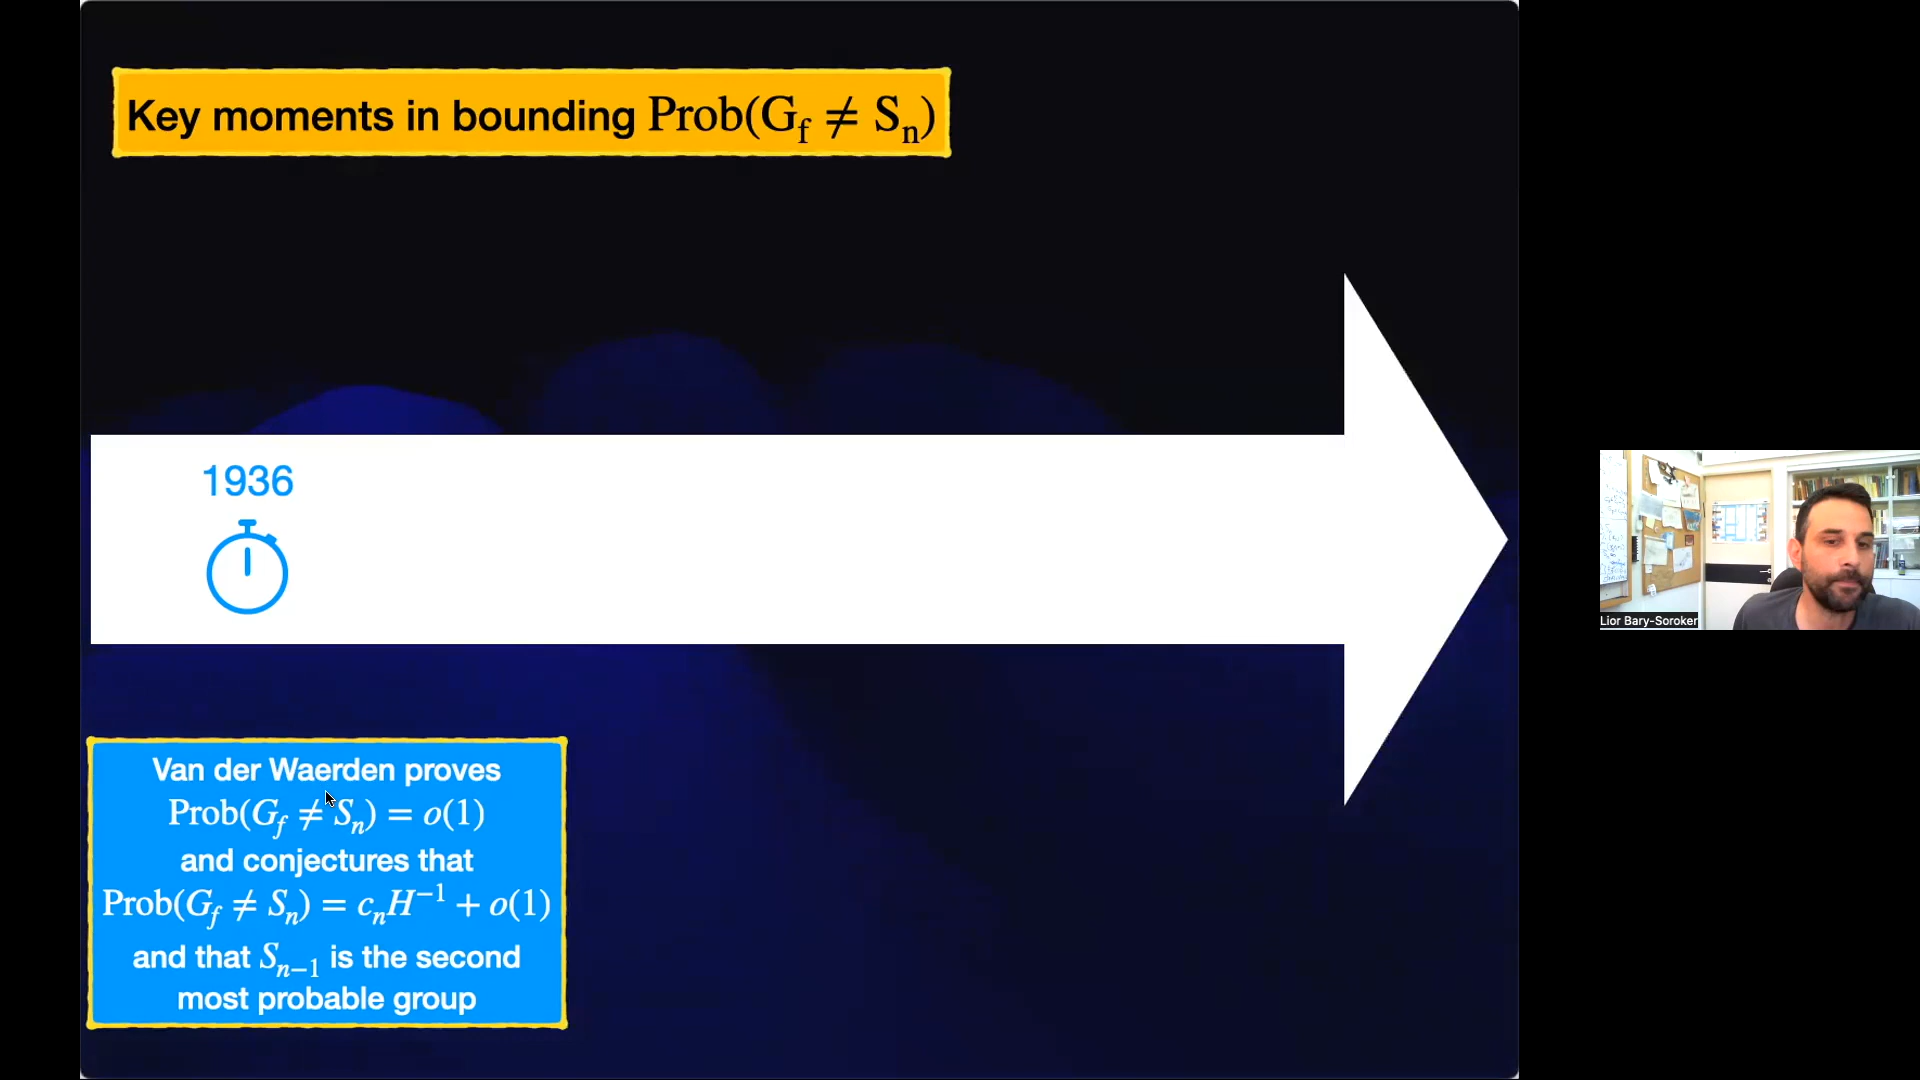 Key moments in bounding Prob(G_f ≠ S_n)
1936
Van der Waerden proves
Prob(G_f ≠ S_n) = o(1)
and conjectures that
Prob(G_f ≠ S_n) = c_nH^{-1} + o(1)
and that S_{n-1} is the second
most probable group
Lior Bary-Soroker